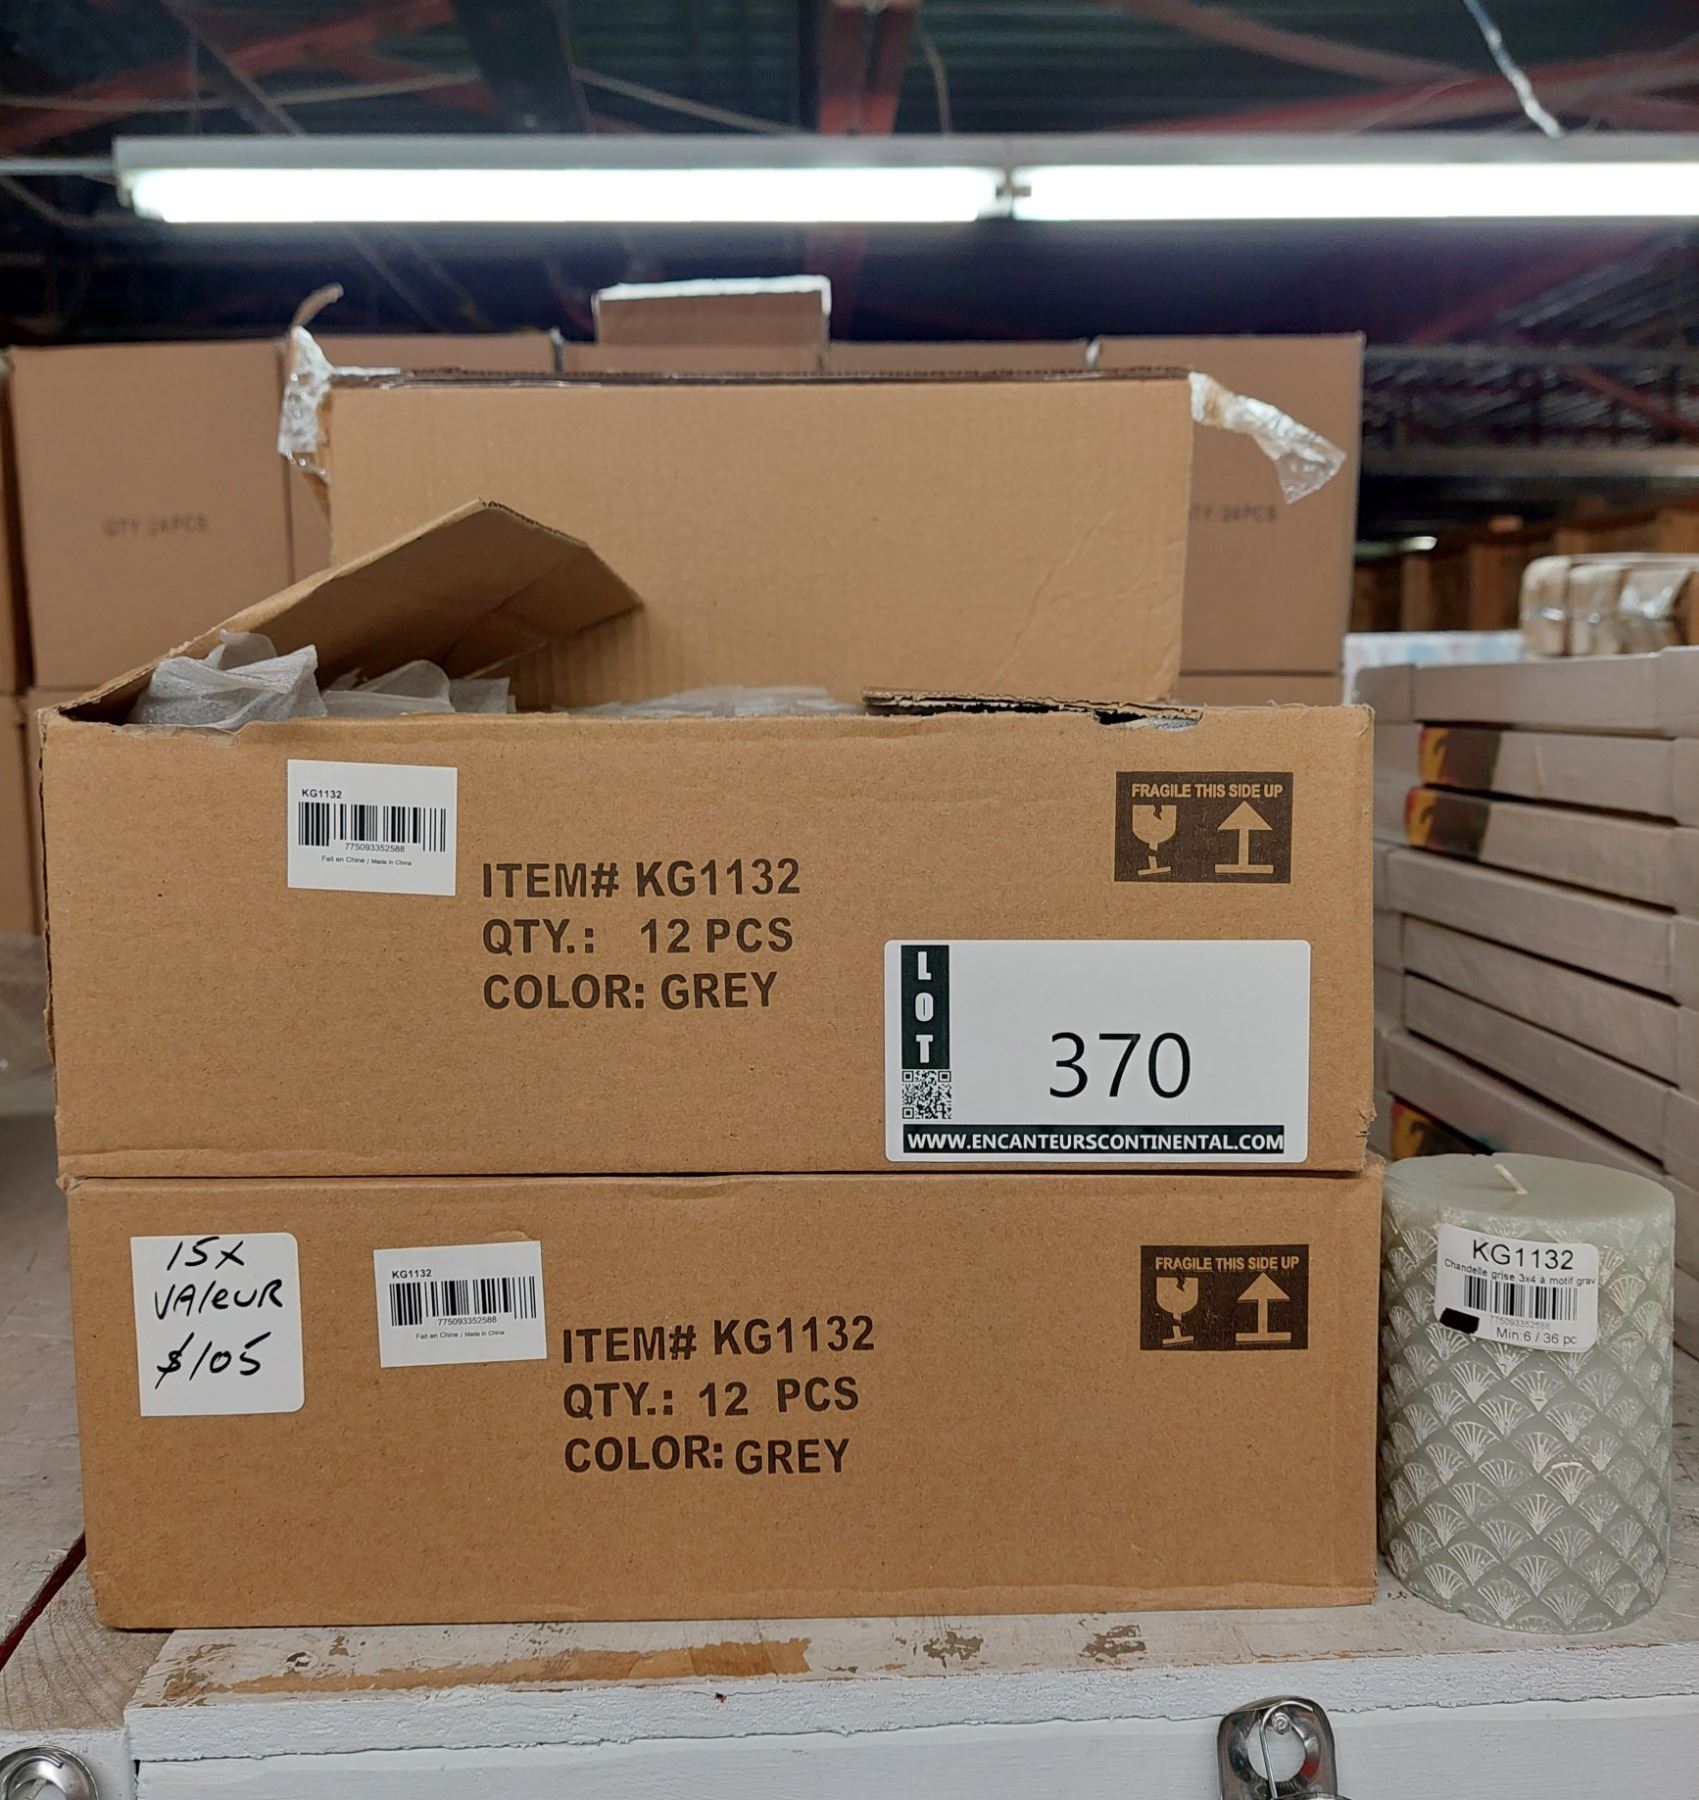 QTY:24PCS
TY:24PCS
KG1132
775093352588
Fait en Chine / Made in China
ITEM# KG1132
QTY.: 12 PCS
COLOR: GREY
FRAGILE THIS SIDE UP
LOT
370
WWW.ENCANTEURSCONTINENTAL.COM
15X
VAleuR
$105
KG1132
775093352588
Fait en Chine / Made in China
ITEM# KG1132
QTY.: 12 PCS
COLOR: GREY
FRAGILE THIS SIDE UP
KG1132
Chandelle grise 3x4 à motif grav
775093352588
Min:6 / 36 pc